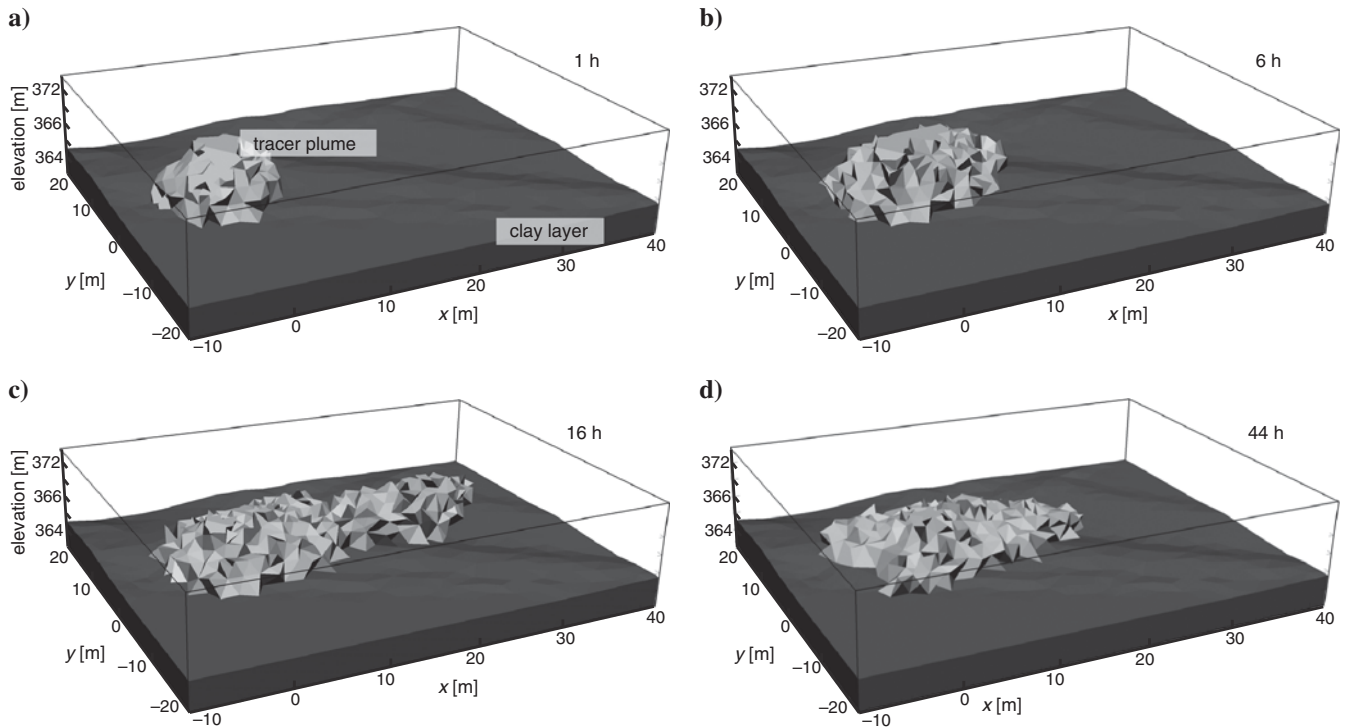 a)
1 h
elevation [m]
372
366
364
20
10
0
–10
–20
y [m]
tracer plume
clay layer
–10
0
10
20
30
40
x [m]
b)
6 h
372
366
364
20
10
0
–10
–20
y [m]
–10
0
10
20
30
40
x [m]
c)
16 h
elevation [m]
372
366
364
20
10
0
–10
–20
y [m]
–10
0
10
20
30
40
x [m]
d)
44 h
372
366
364
20
10
0
–10
–20
y [m]
–10
0
10
20
30
40
x [m]